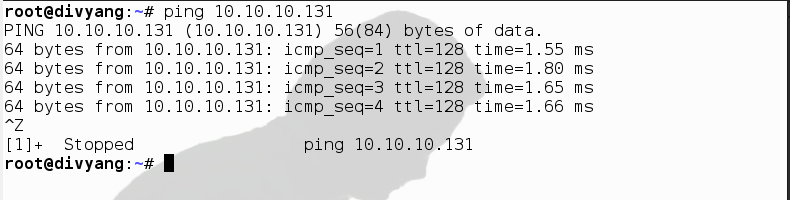 root@divyang:~# ping 10.10.10.131
PING 10.10.10.131 (10.10.10.131) 56(84) bytes of data.
64 bytes from 10.10.10.131: icmp_seq=1 ttl=128 time=1.55 ms
64 bytes from 10.10.10.131: icmp_seq=2 ttl=128 time=1.80 ms
64 bytes from 10.10.10.131: icmp_seq=3 ttl=128 time=1.65 ms
64 bytes from 10.10.10.131: icmp_seq=4 ttl=128 time=1.66 ms
^Z
[1]+  Stopped                 ping 10.10.10.131
root@divyang:~#